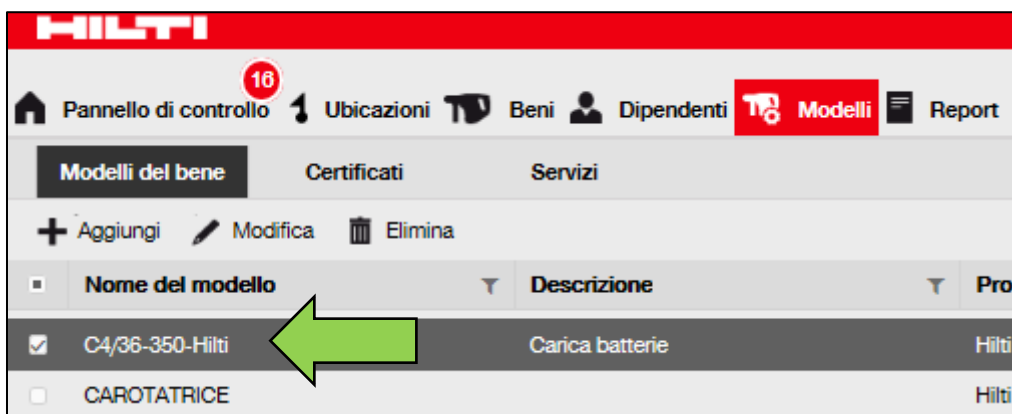 HILTI
16
Pannello di controllo Ubicazioni Beni Dipendenti Modelli Report
Modelli del bene Certificati Servizi
Aggiungi Modifica Elimina
Nome del modello Descrizione Pro
C4/36-350-Hilti Carica batterie Hilti
CAROTATRICE Hilti